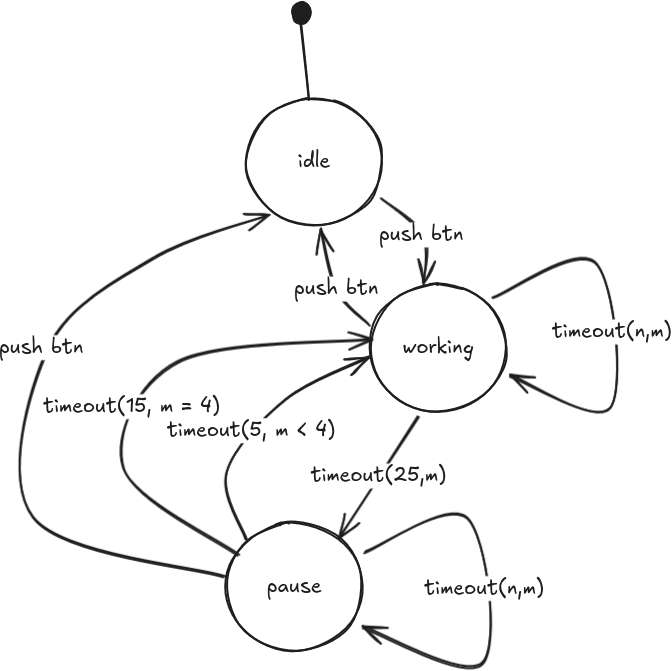 idle
push btn
push btn
timeout(n,m)
working
push btn
timeout(15, m = 4)
timeout(5, m < 4)
timeout(25,m)
pause
timeout(n,m)